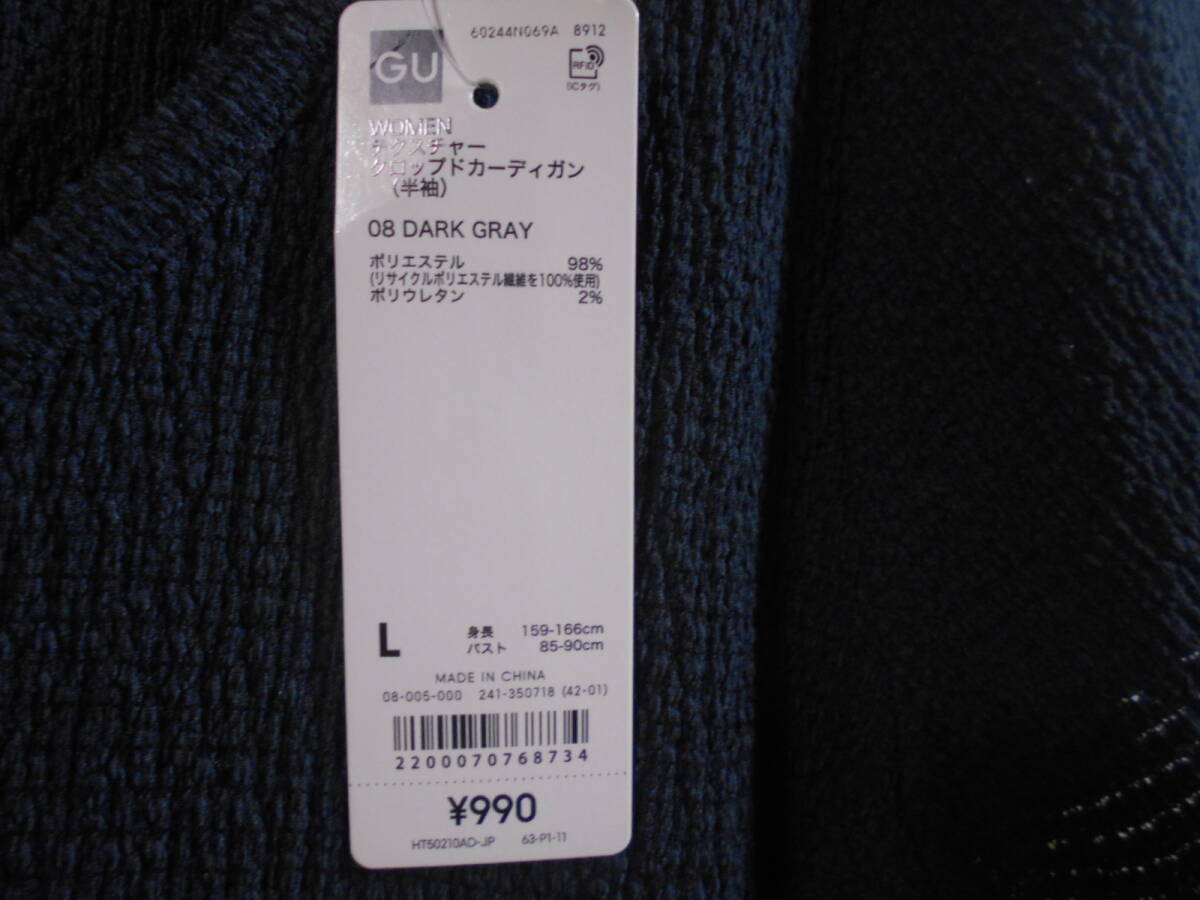 60244N069A 8912
GU
RFID
(ICタグ)
WOMEN
テクスチャー
クロップドカーディガン
(半袖)
08 DARK GRAY
ポリエステル 98%
(リサイクルポリエステル繊維を100%使用)
ポリウレタン 2%
L 身長 159-166cm
バスト 85-90cm
MADE IN CHINA
08-005-000 241-350718 (42-01)
2200070768734
¥990
HT50210AD-JP 63-P1-11